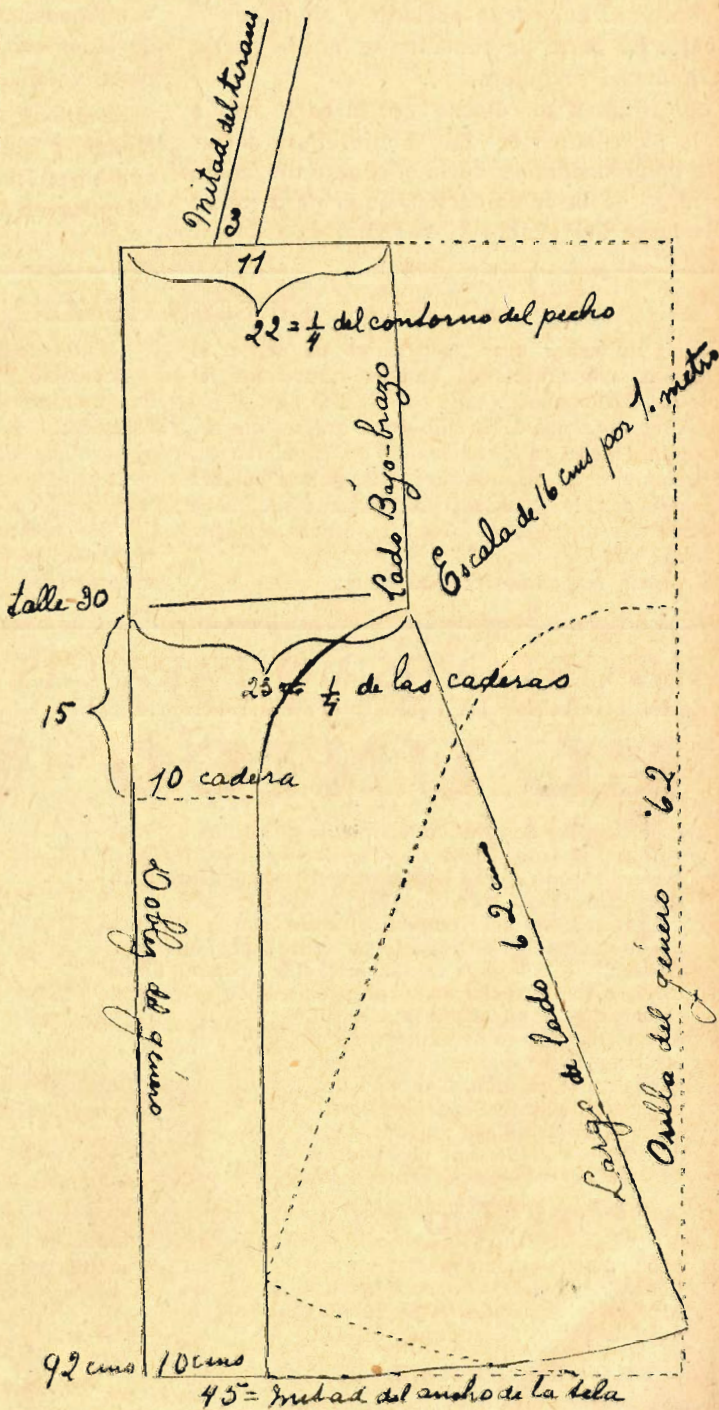 Mitad del tirans
11
22 = 1/4 del contorno del pecho
Lado Bajo-brazo
Escala de 16 cms por 1. metro
talle 30
23 = 1/4 de las caderas
15
10 cadera
Doblez del género
Largo de lado 62 cms
Orilla del género 62
92 cms
10 cms
45 = mitad del ancho de la tela